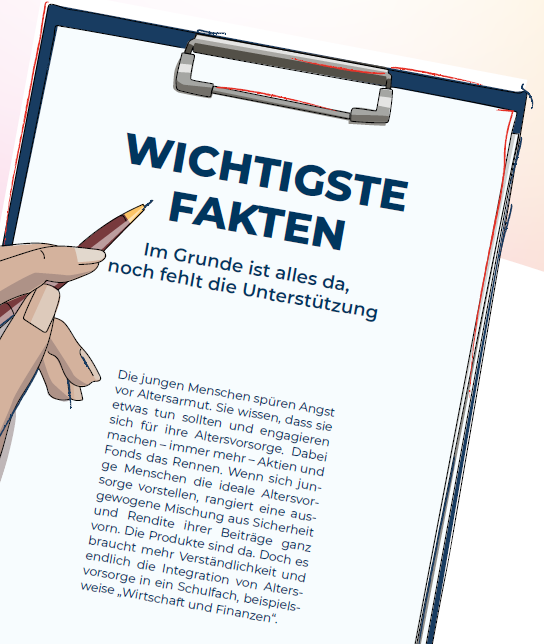 WICHTIGSTE
FAKTEN
Im Grunde ist alles da,
noch fehlt die Unterstützung
Die jungen Menschen spüren Angst
vor Altersarmut. Sie wissen, dass sie
etwas tun sollten und engagieren
sich für ihre Altersvorsorge. Dabei
machen – immer mehr – Aktien und
Fonds das Rennen. Wenn sich jun-
ge Menschen die ideale Altersvor-
sorge vorstellen, rangiert eine aus-
gewogene Mischung aus Sicherheit
und Rendite ihrer Beiträge ganz
vorn. Die Produkte sind da. Doch es
braucht mehr Verständlichkeit und
endlich die Integration von Alters-
vorsorge in ein Schulfach, beispiels-
weise „Wirtschaft und Finanzen“.